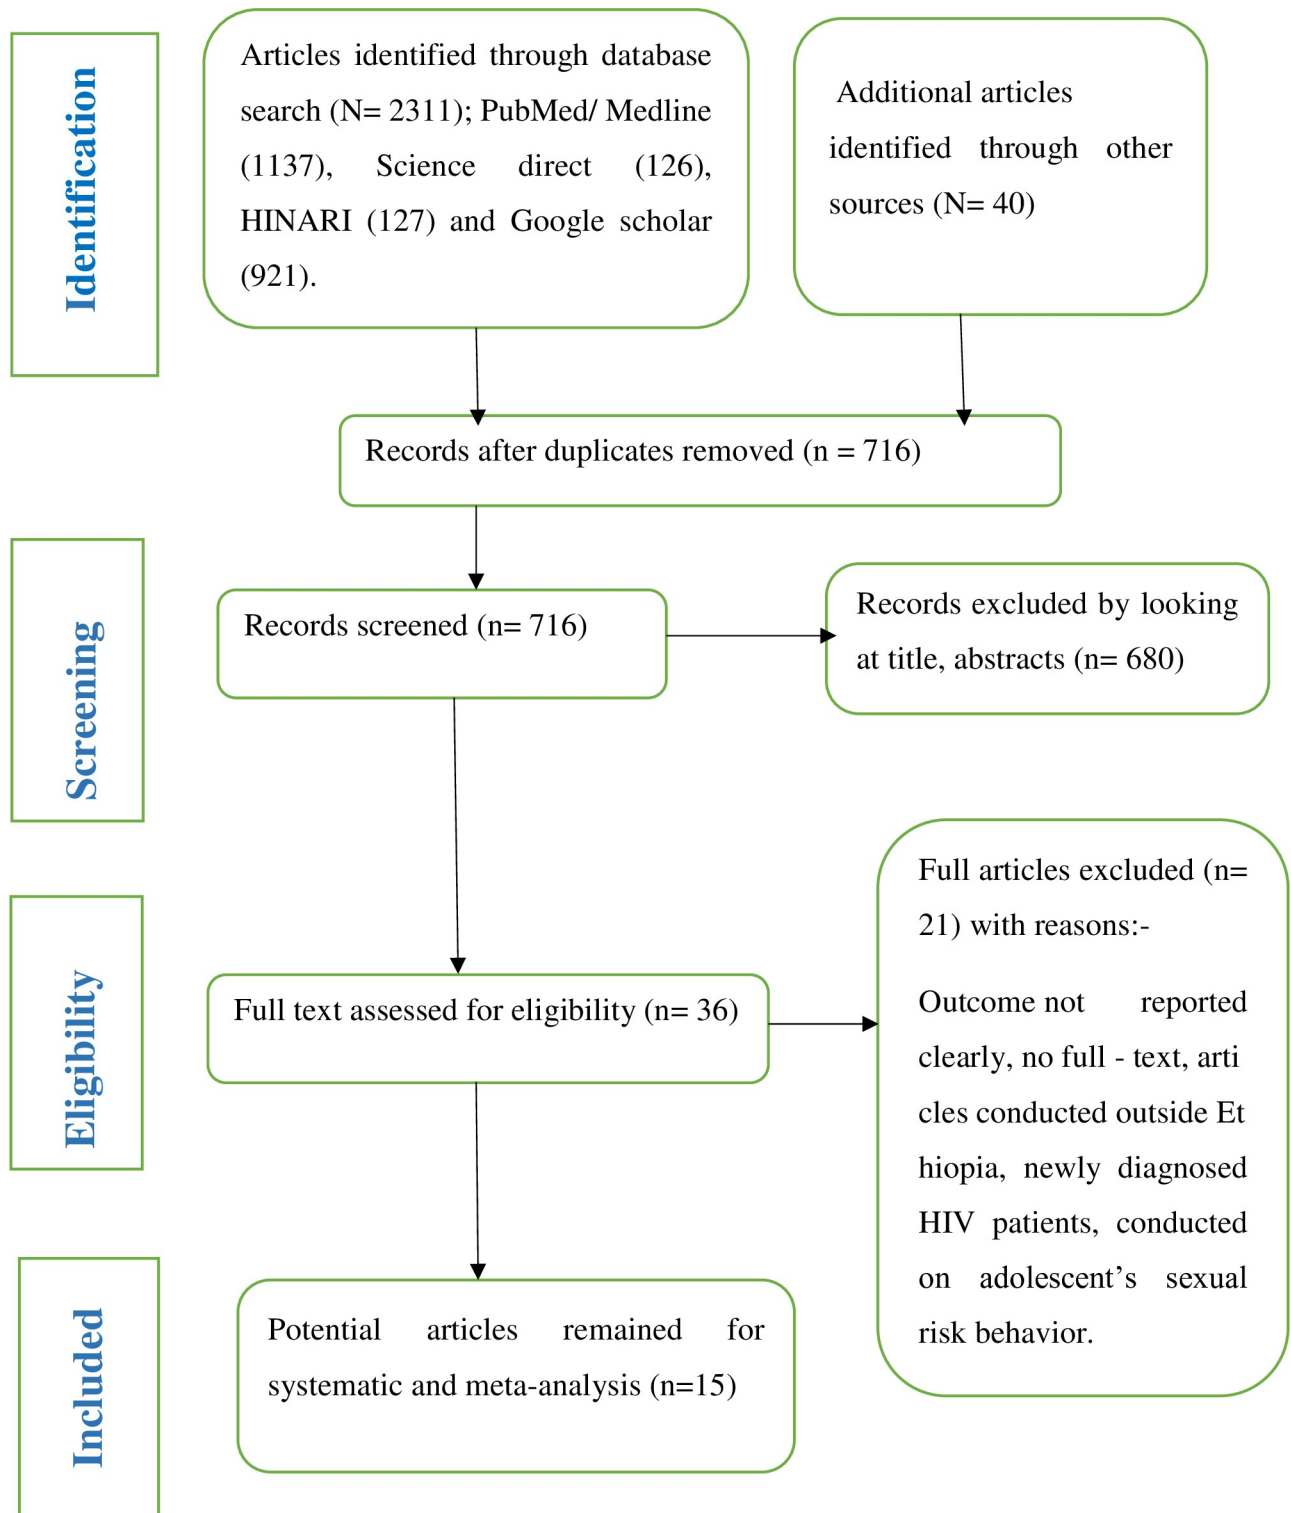 Identification
Articles identified through database
search (N= 2311); PubMed/ Medline
(1137), Science direct (126),
HINARI (127) and Google scholar
(921).
Additional articles
identified through other
sources (N= 40)
Records after duplicates removed (n = 716)
Screening
Records screened (n= 716)
Records excluded by looking
at title, abstracts (n= 680)
Eligibility
Full text assessed for eligibility (n= 36)
Full articles excluded (n=
21) with reasons:-
Outcome not reported
clearly, no full - text, arti
cles conducted outside Et
hiopia, newly diagnosed
HIV patients, conducted
on adolescent’s sexual
risk behavior.
Included
Potential articles remained for
systematic and meta-analysis (n=15)